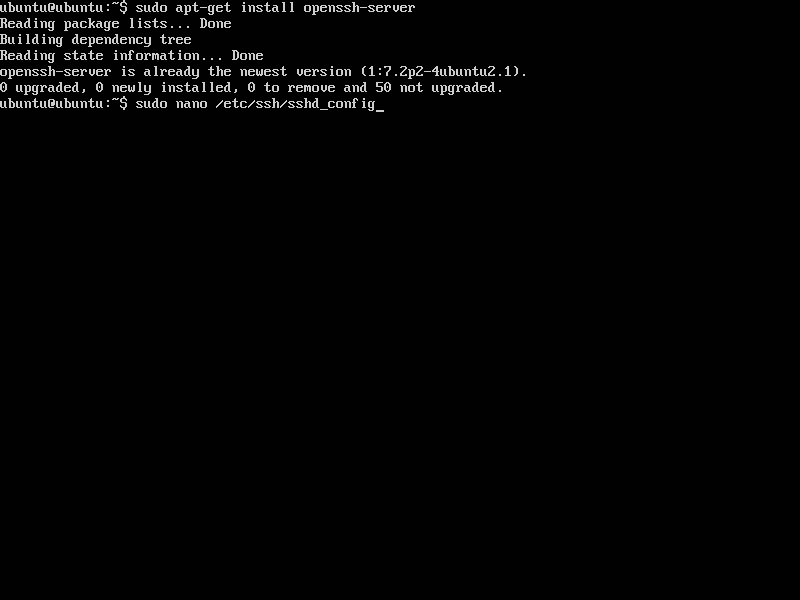 ubuntu@ubuntu:~$ sudo apt-get install openssh-server
Reading package lists... Done
Building dependency tree
Reading state information... Done
openssh-server is already the newest version (1:7.2p2-4ubuntu2.1).
0 upgraded, 0 newly installed, 0 to remove and 50 not upgraded.
ubuntu@ubuntu:~$ sudo nano /etc/ssh/sshd_config_